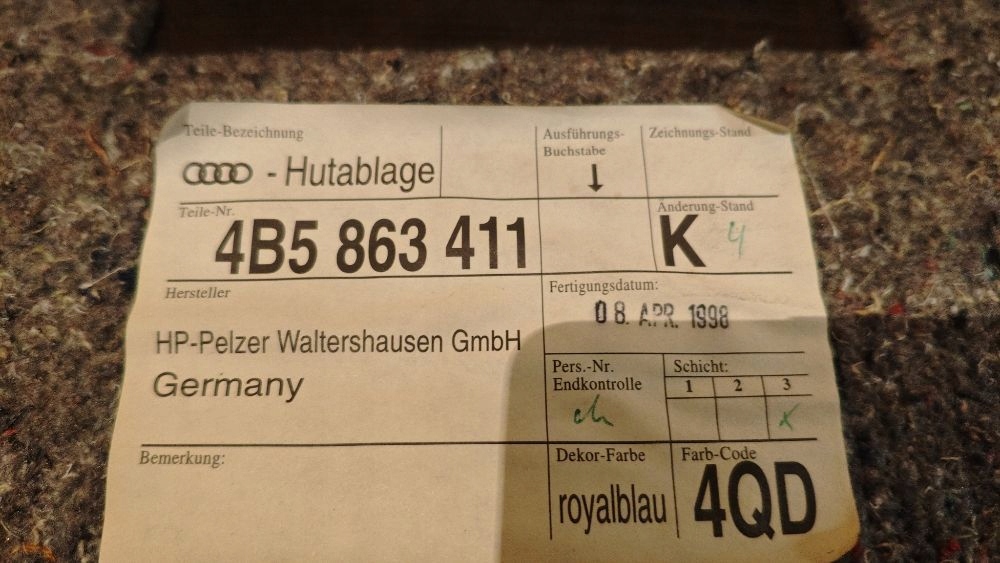 Teile-Bezeichnung
- Hutablage
Ausführungs-
Buchstabe
Zeichnungs-Stand
Teile-Nr.
4B5 863 411
Änderung-Stand
K 4
Hersteller
HP-Pelzer Waltershausen GmbH
Germany
Fertigungsdatum:
08. APR. 1998
Pers.-Nr.
Endkontrolle
Schicht:
1 2 3
x
Bemerkung:
Dekor-Farbe
royalblau
Farb-Code
4QD